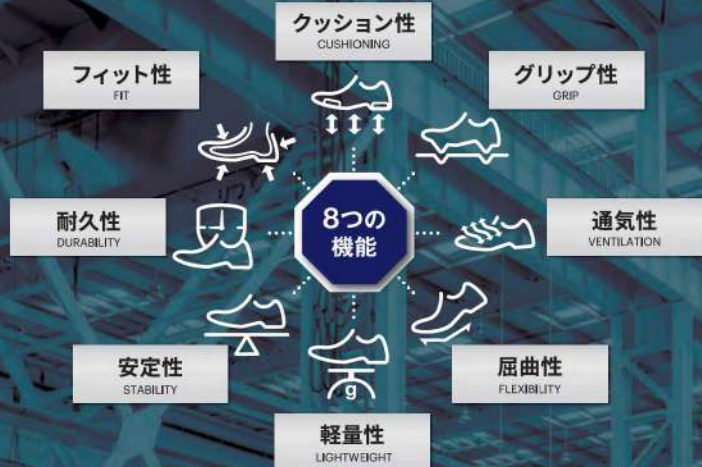 クッション性
CUSHIONING
フィット性
FIT
グリップ性
GRIP
耐久性
DURABILITY
8つの
機能
通気性
VENTILATION
安定性
STABILITY
屈曲性
FLEXIBILITY
g
軽量性
LIGHTWEIGHT